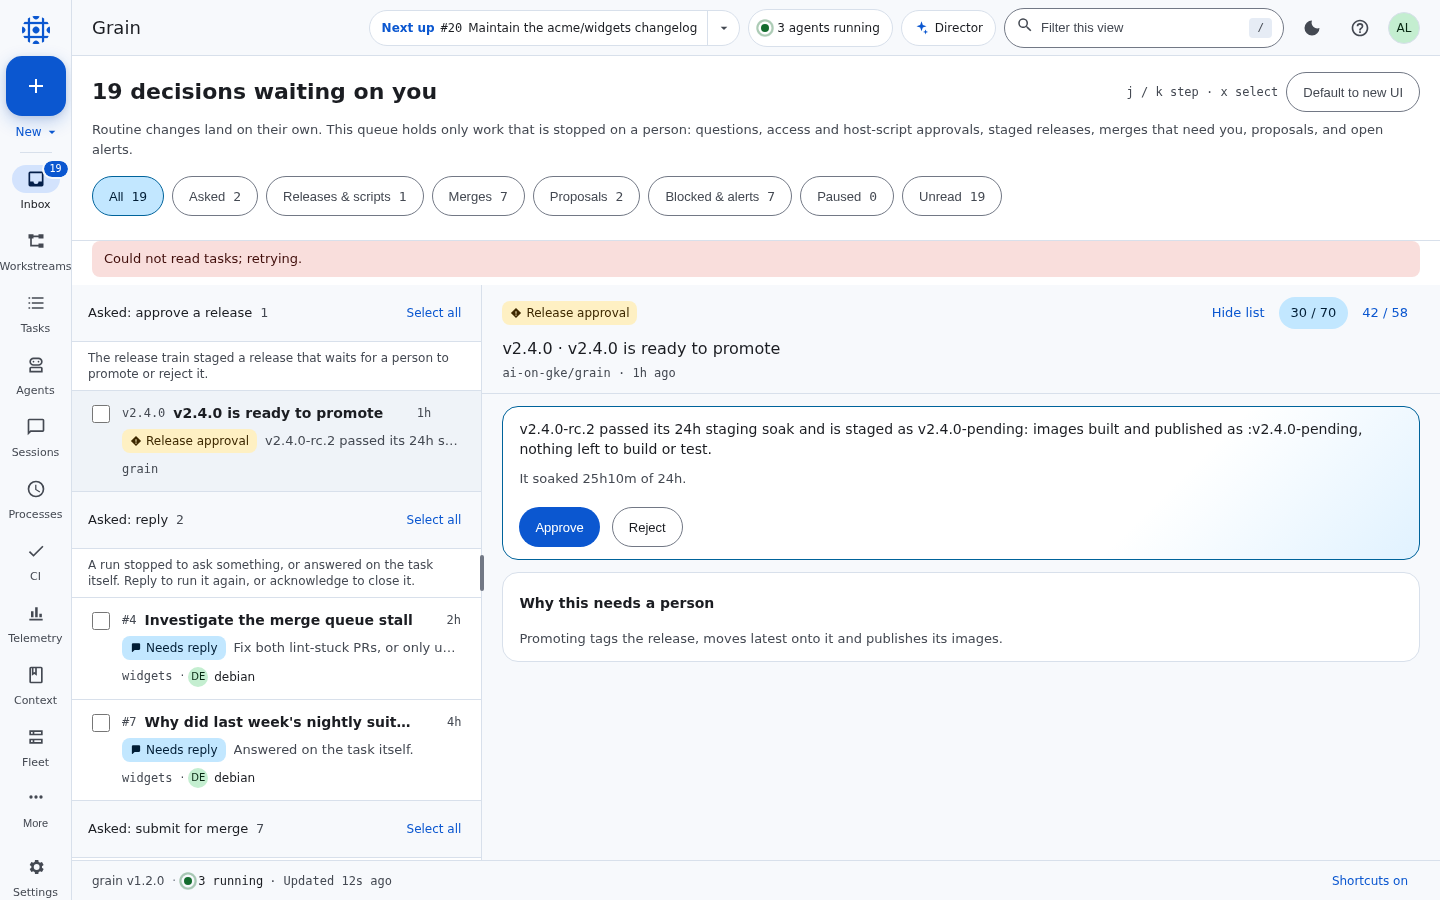 Grain
Next up #20 Maintain the acme/widgets changelog
3 agents running
Director
Filter this view /
AL
New
19
Inbox
Workstreams
Tasks
Agents
Sessions
Processes
CI
Telemetry
Context
Fleet
More
Settings
19 decisions waiting on you
j / k step · x select
Default to new UI
Routine changes land on their own. This queue holds only work that is stopped on a person: questions, access and host-script approvals, staged releases, merges that need you, proposals, and open
alerts.
All 19
Asked 2
Releases & scripts 1
Merges 7
Proposals 2
Blocked & alerts 7
Paused 0
Unread 19
Could not read tasks; retrying.
Asked: approve a release 1
Select all
The release train staged a release that waits for a person to
promote or reject it.
v2.4.0 v2.4.0 is ready to promote 1h
Release approval v2.4.0-rc.2 passed its 24h s…
grain
Asked: reply 2
Select all
A run stopped to ask something, or answered on the task
itself. Reply to run it again, or acknowledge to close it.
#4 Investigate the merge queue stall 2h
Needs reply Fix both lint-stuck PRs, or only u…
widgets · DE debian
#7 Why did last week's nightly suit… 4h
Needs reply Answered on the task itself.
widgets · DE debian
Asked: submit for merge 7
Select all
Release approval
Hide list
30 / 70
42 / 58
v2.4.0 · v2.4.0 is ready to promote
ai-on-gke/grain · 1h ago
v2.4.0-rc.2 passed its 24h staging soak and is staged as v2.4.0-pending: images built and published as :v2.4.0-pending,
nothing left to build or test.
It soaked 25h10m of 24h.
Approve
Reject
Why this needs a person
Promoting tags the release, moves latest onto it and publishes its images.
grain v1.2.0 · 3 running · Updated 12s ago
Shortcuts on